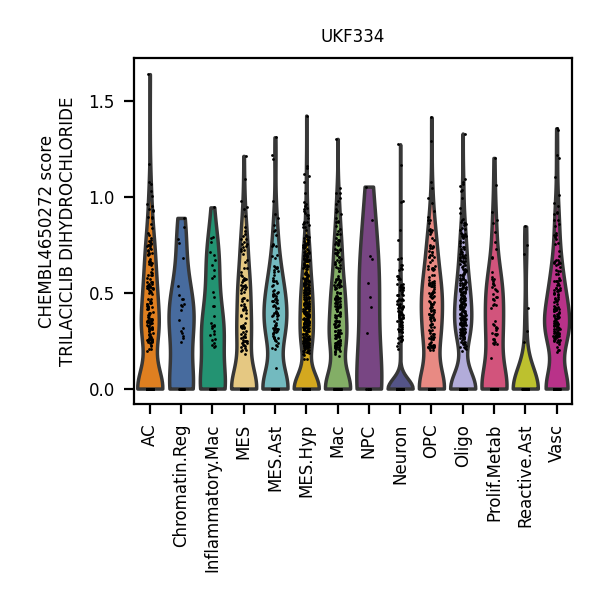 UKF334
CHEMBL4650272 score
TRILACICLIB DIHYDROCHLORIDE
1.5
1.0
0.5
0.0
AC
Chromatin.Reg
Inflammatory.Mac
MES
MES.Ast
MES.Hyp
Mac
NPC
Neuron
OPC
Oligo
Prolif.Metab
Reactive.Ast
Vasc